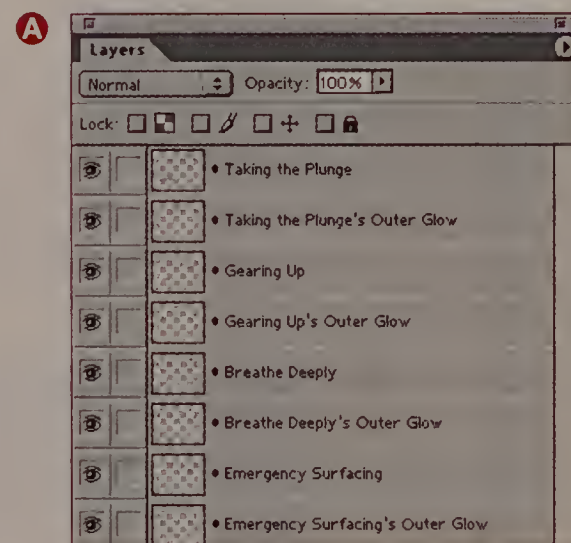 A
Layers
Normal Opacity: 100%
Lock:
• Taking the Plunge
• Taking the Plunge's Outer Glow
• Gearing Up
• Gearing Up's Outer Glow
• Breathe Deeply
• Breathe Deeply's Outer Glow
• Emergency Surfacing
• Emergency Surfacing's Outer Glow